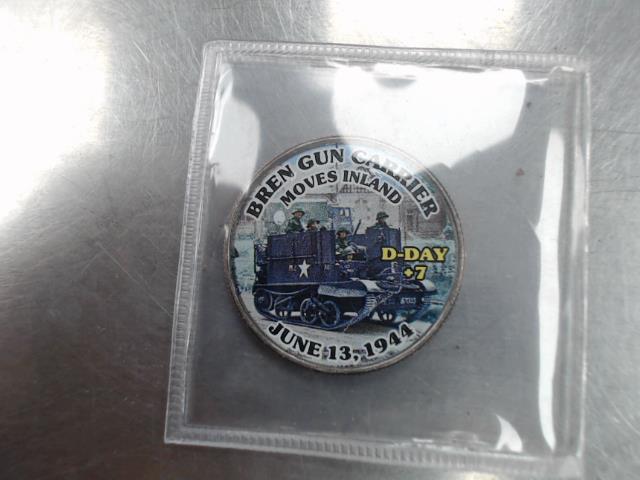 BREN GUN CARRIER
MOVES INLAND
D-DAY
+7
JUNE 13, 1944